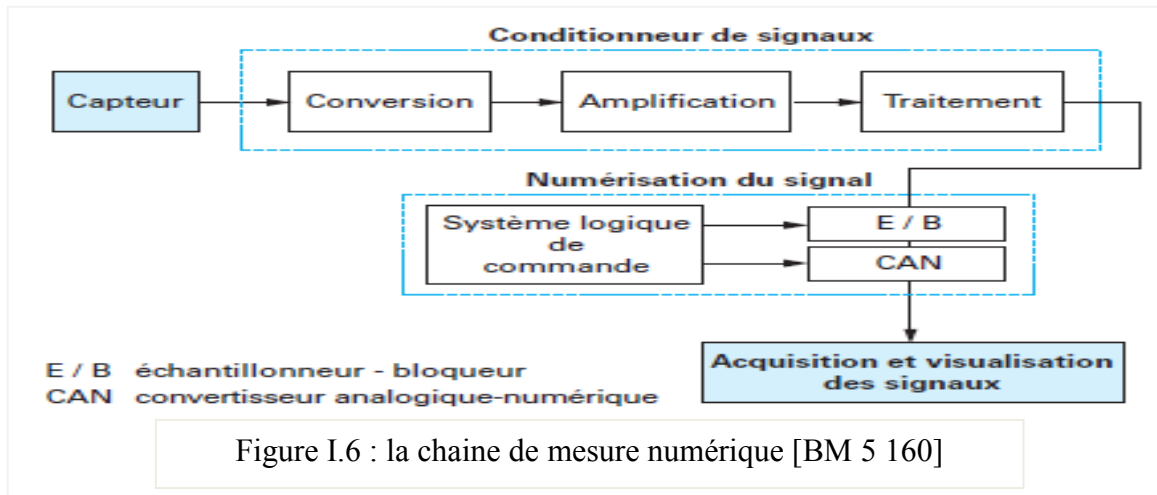 Conditionneur de signaux
Capteur
Conversion
Amplification
Traitement
Numérisation du signal
Système logique
de
commande
E / B
CAN
Acquisition et visualisation
des signaux
E / B échantillonneur - bloqueur
CAN convertisseur analogique-numérique
Figure I.6 : la chaine de mesure numérique [BM 5 160]